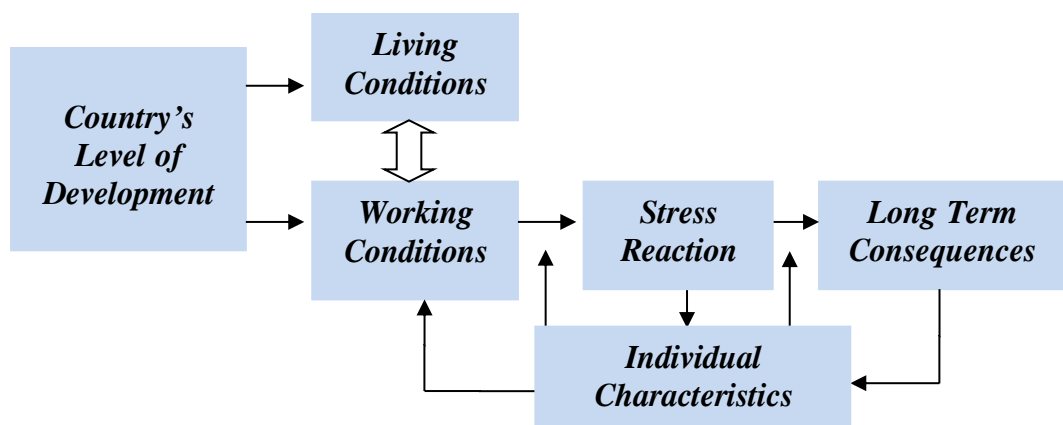 Country’s
Level of
Development
Living
Conditions
Working
Conditions
Stress
Reaction
Long Term
Consequences
Individual
Characteristics